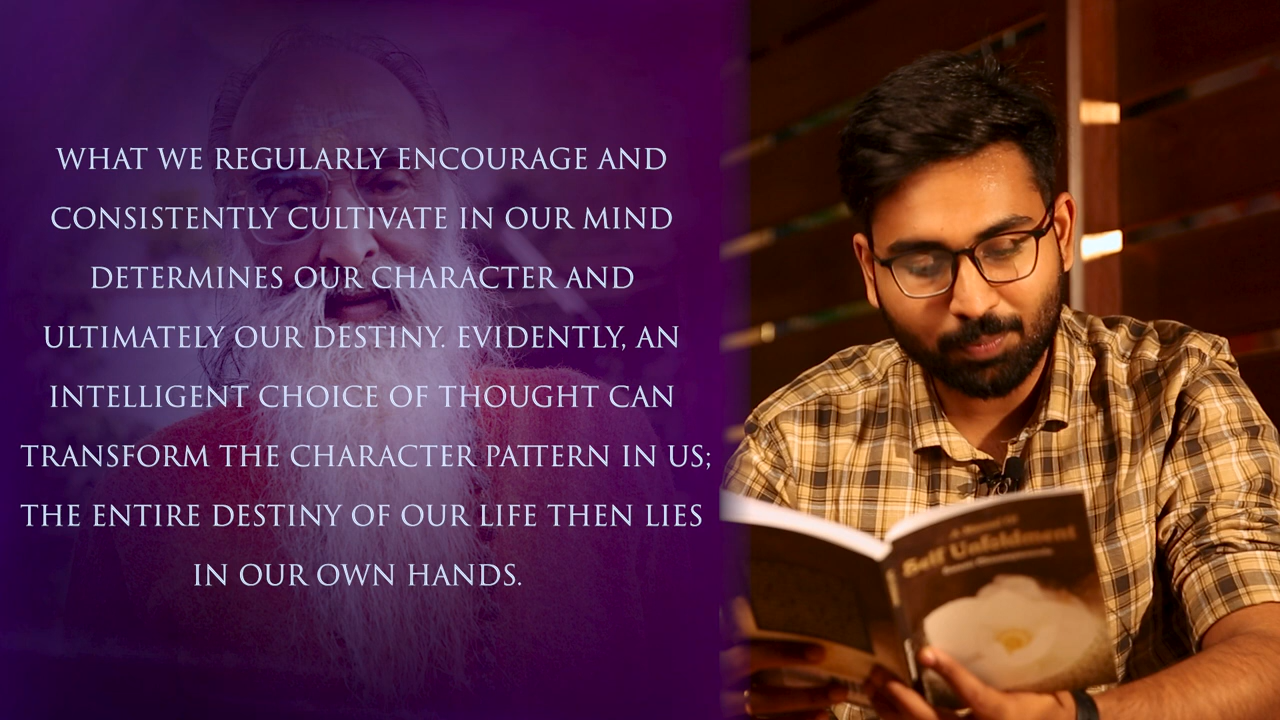 WHAT WE REGULARLY ENCOURAGE AND
CONSISTENTLY CULTIVATE IN OUR MIND
DETERMINES OUR CHARACTER AND
ULTIMATELY OUR DESTINY. EVIDENTLY, AN
INTELLIGENT CHOICE OF THOUGHT CAN
TRANSFORM THE CHARACTER PATTERN IN US;
THE ENTIRE DESTINY OF OUR LIFE THEN LIES
IN OUR OWN HANDS.
Self Unfoldment